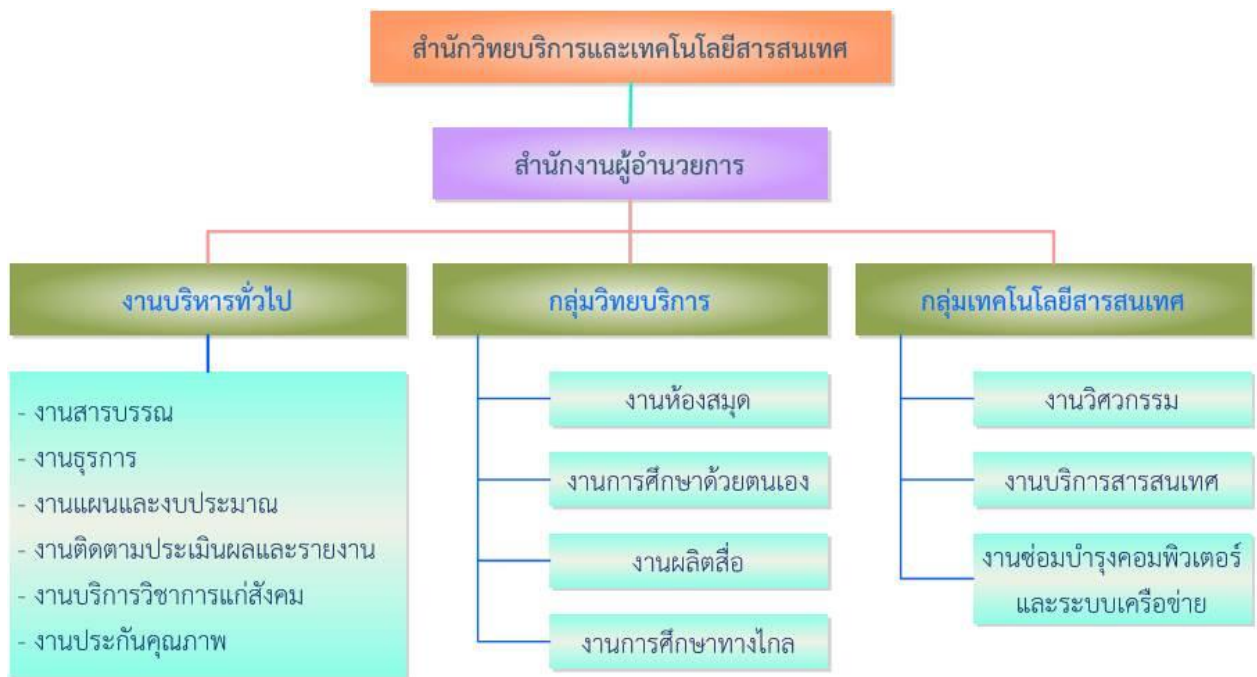 สำนักวิทยบริการและเทคโนโลยีสารสนเทศ
สำนักงานผู้อำนวยการ
งานบริหารทั่วไป
- งานสารบรรณ
- งานธุรการ
- งานแผนและงบประมาณ
- งานติดตามประเมินผลและรายงาน
- งานบริการวิชาการแก่สังคม
- งานประกันคุณภาพ
กลุ่มวิทยบริการ
งานห้องสมุด
งานการศึกษาด้วยตนเอง
งานผลิตสื่อ
งานการศึกษาทางไกล
กลุ่มเทคโนโลยีสารสนเทศ
งานวิศวกรรม
งานบริการสารสนเทศ
งานซ่อมบำรุงคอมพิวเตอร์
และระบบเครือข่าย